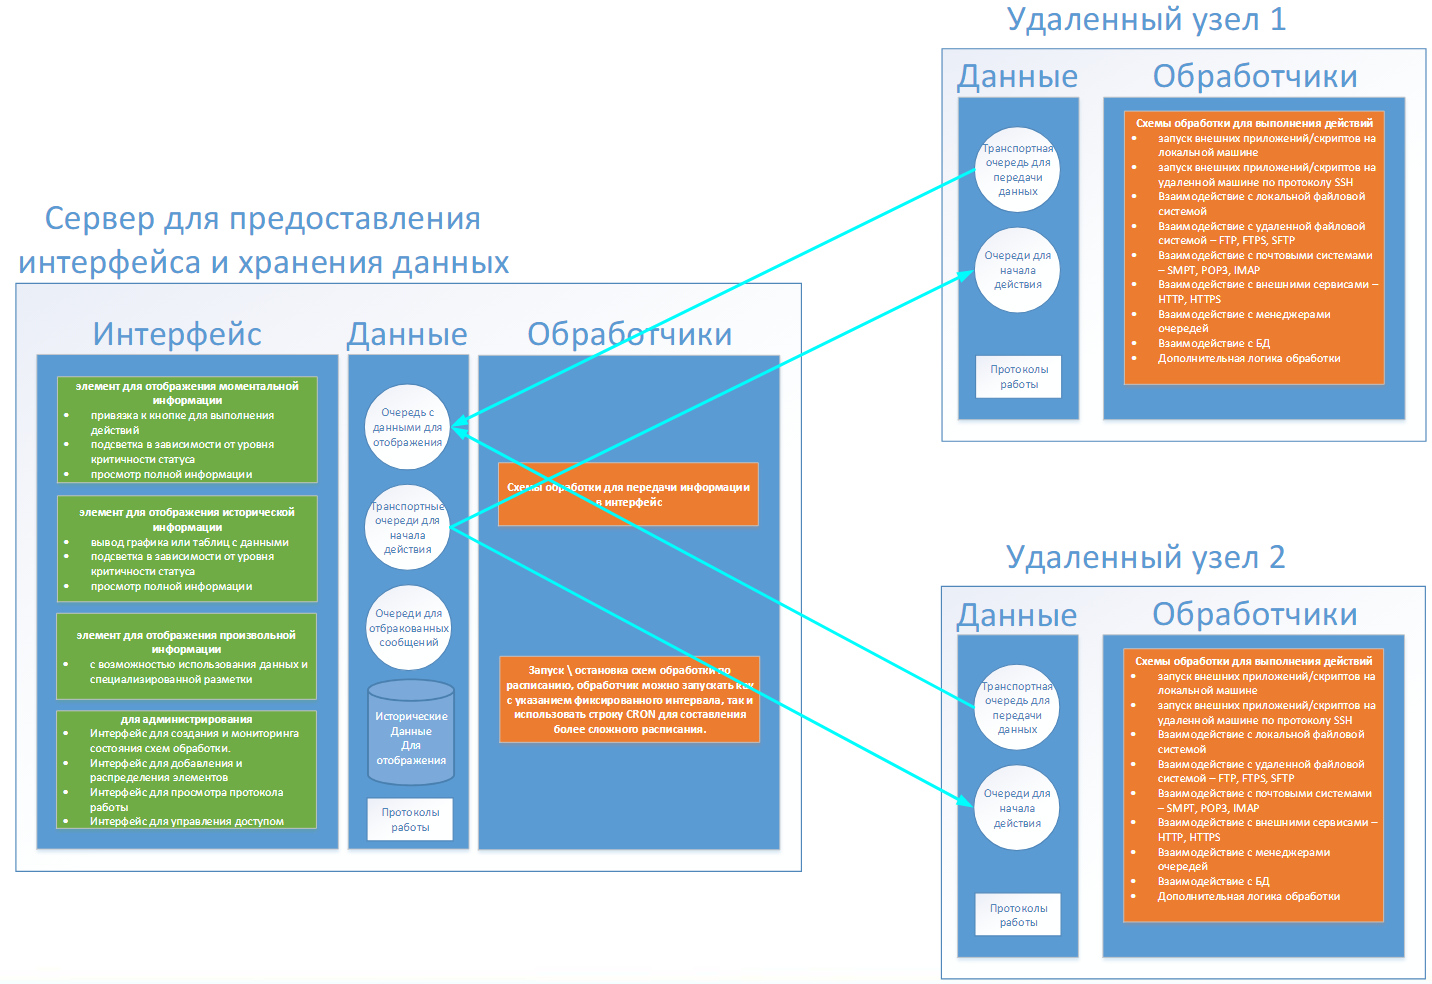 Сервер для предоставления
интерфейса и хранения данных
Интерфейс
элемент для отображения моментальной
информации
• привязка к кнопке для выполнения
действий
• подсветка в зависимости от уровня
критичности статуса
• просмотр полной информации
элемент для отображения исторической
информации
• вывод графика или таблиц с данными
• подсветка в зависимости от уровня
критичности статуса
• просмотр полной информации
элемент для отображения произвольной
информации
• с возможностью использования данных и
специализированной разметки
для администрирования
• Интерфейс для создания и мониторинга
состояния схем обработки.
• Интерфейс для добавления и
распределения элементов
• Интерфейс для просмотра протокола
работы
• Интерфейс для управления доступом
Данные
Очередь с
данными для
отображения
Транспортные
очереди для
начала
действия
Очереди для
отбракованных
сообщений
Исторические
Данные
Для
отображения
Протоколы
работы
Обработчики
Схемы обработки для передачи информации
в интерфейс
Запуск \ остановка схем обработки по
расписанию, обработчик можно запускать как
с указанием фиксированного интервала, так и
использовать строку CRON для составления
более сложного расписания.
Удаленный узел 1
Данные
Транспортная
очередь для
передачи
данных
Очереди для
начала
действия
Протоколы
работы
Обработчики
Схемы обработки для выполнения действий
• запуск внешних приложений/скриптов на
локальной машине
• запуск внешних приложений/скриптов на
удаленной машине по протоколу SSH
• Взаимодействие с локальной файловой
системой
• Взаимодействие с удаленной файловой
системой – FTP, FTPS, SFTP
• Взаимодействие с почтовыми системами
– SMPT, POP3, IMAP
• Взаимодействие с внешними сервисами –
HTTP, HTTPS
• Взаимодействие с менеджерами
очередей
• Взаимодействие с БД
• Дополнительная логика обработки
Удаленный узел 2
Данные
Транспортная
очередь для
передачи
данных
Очереди для
начала
действия
Протоколы
работы
Обработчики
Схемы обработки для выполнения действий
• запуск внешних приложений/скриптов на
локальной машине
• запуск внешних приложений/скриптов на
удаленной машине по протоколу SSH
• Взаимодействие с локальной файловой
системой
• Взаимодействие с удаленной файловой
системой – FTP, FTPS, SFTP
• Взаимодействие с почтовыми системами
– SMPT, POP3, IMAP
• Взаимодействие с внешними сервисами –
HTTP, HTTPS
• Взаимодействие с менеджерами
очередей
• Взаимодействие с БД
• Дополнительная логика обработки